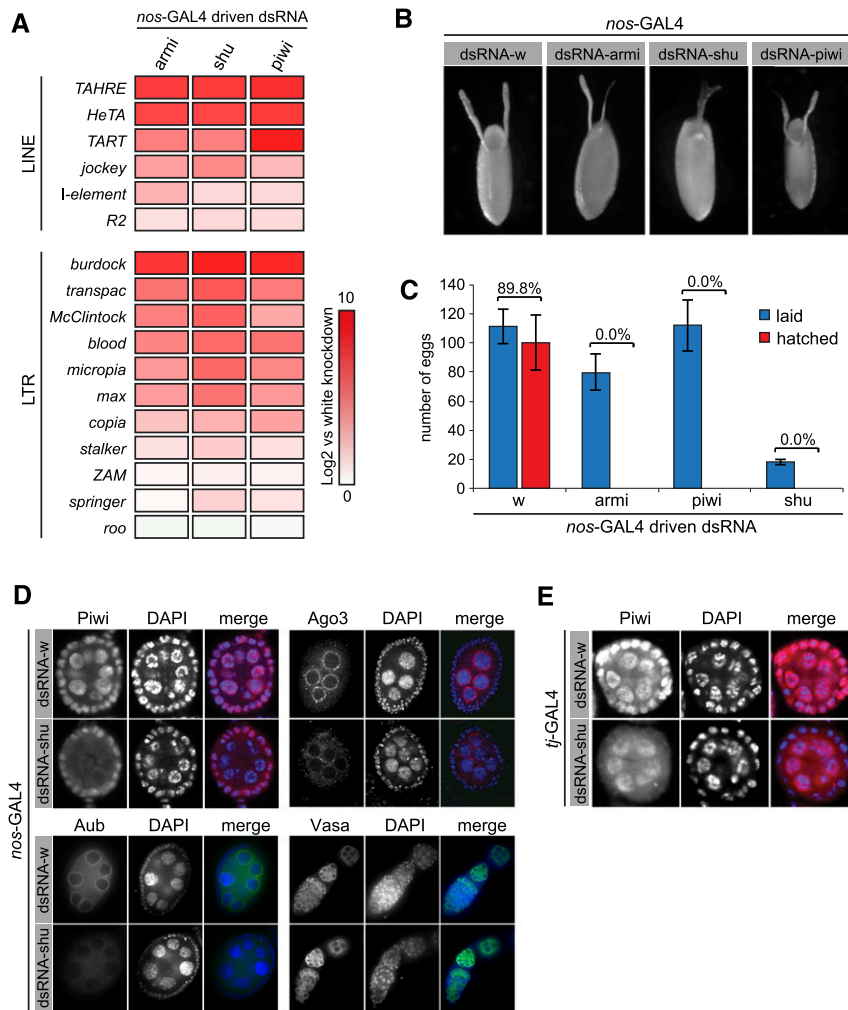 A
nos-GAL4 driven dsRNA
armi
shu
piwi
LINE
TAHRE
HeTA
TART
jockey
I-element
R2
LTR
burdock
transpac
McClintock
blood
micropia
max
copia
stalker
ZAM
springer
roo
10
Log2 vs white knockdown
0
B
nos-GAL4
dsRNA-w dsRNA-armi dsRNA-shu dsRNA-piwi
C
number of eggs
140
120
100
80
60
40
20
0
89.8%
0.0%
0.0%
0.0%
laid
hatched
w armi piwi shu
nos-GAL4 driven dsRNA
D
nos-GAL4
Piwi DAPI merge Ago3 DAPI merge
dsRNA-w
dsRNA-shu
Aub DAPI merge Vasa DAPI merge
dsRNA-w
dsRNA-shu
E
tj-GAL4
Piwi DAPI merge
dsRNA-w
dsRNA-shu